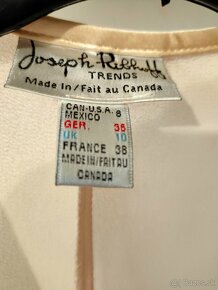 Joseph Ribkoff
TRENDS
Made In/Fait au Canada
CAN-U.S.A. 8
MEXICO
GER. 36
UK 10
FRANCE 38
MADE IN/FAIT AU
CANADA